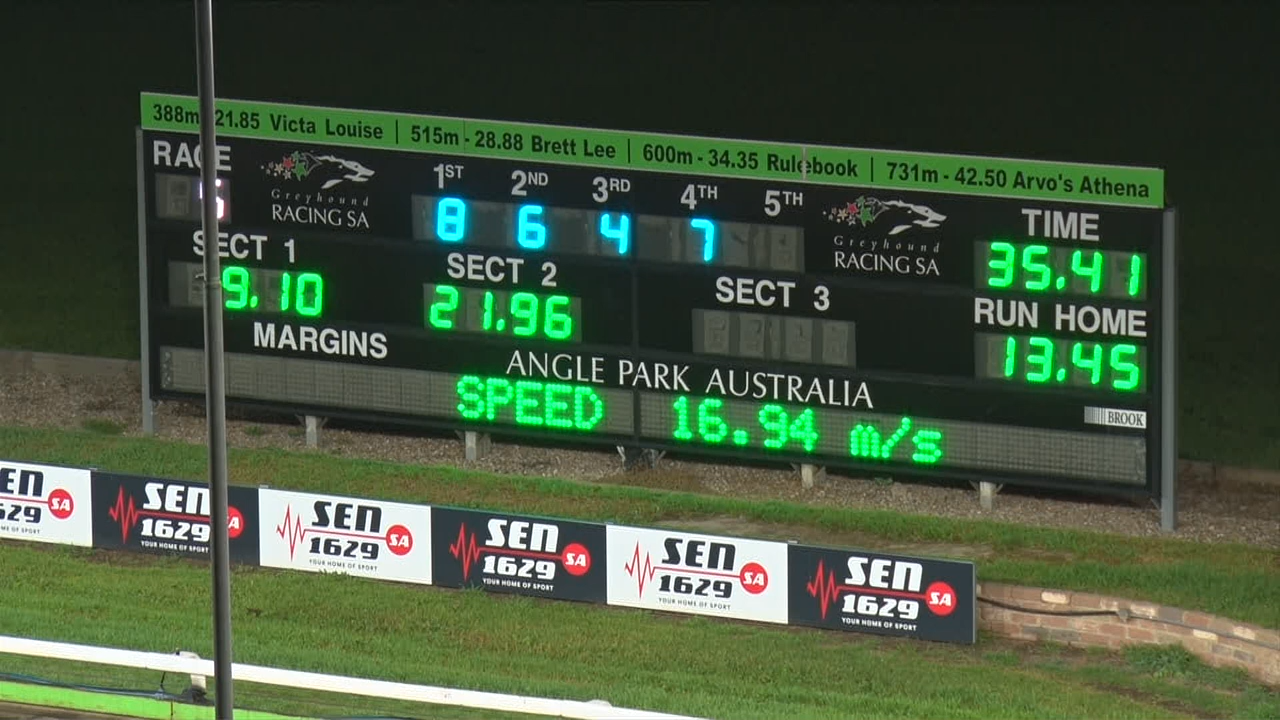 388m 21.85 Victa Louise | 515m - 28.88 Brett Lee | 600m - 34.35 Rulebook | 731m - 42.50 Arvo's Athena
RACE
Greyhound
RACING SA
1ST 2ND 3RD 4TH 5TH
8 6 4 7
Greyhound
RACING SA
TIME
35.41
SECT 1
9.10
SECT 2
21.96
SECT 3
RUN HOME
13.45
MARGINS
ANGLE PARK AUSTRALIA
SPEED 16.94 m/s
BROOK
SEN SA
1629
SEN
1629 SA
YOUR HOME OF SPORT
SEN
1629 SA
YOUR HOME OF SPORT
SEN
1629 SA
YOUR HOME OF SPORT
SEN
1629 SA
YOUR HOME OF SPORT
SEN
1629 SA
YOUR HOME OF SPORT